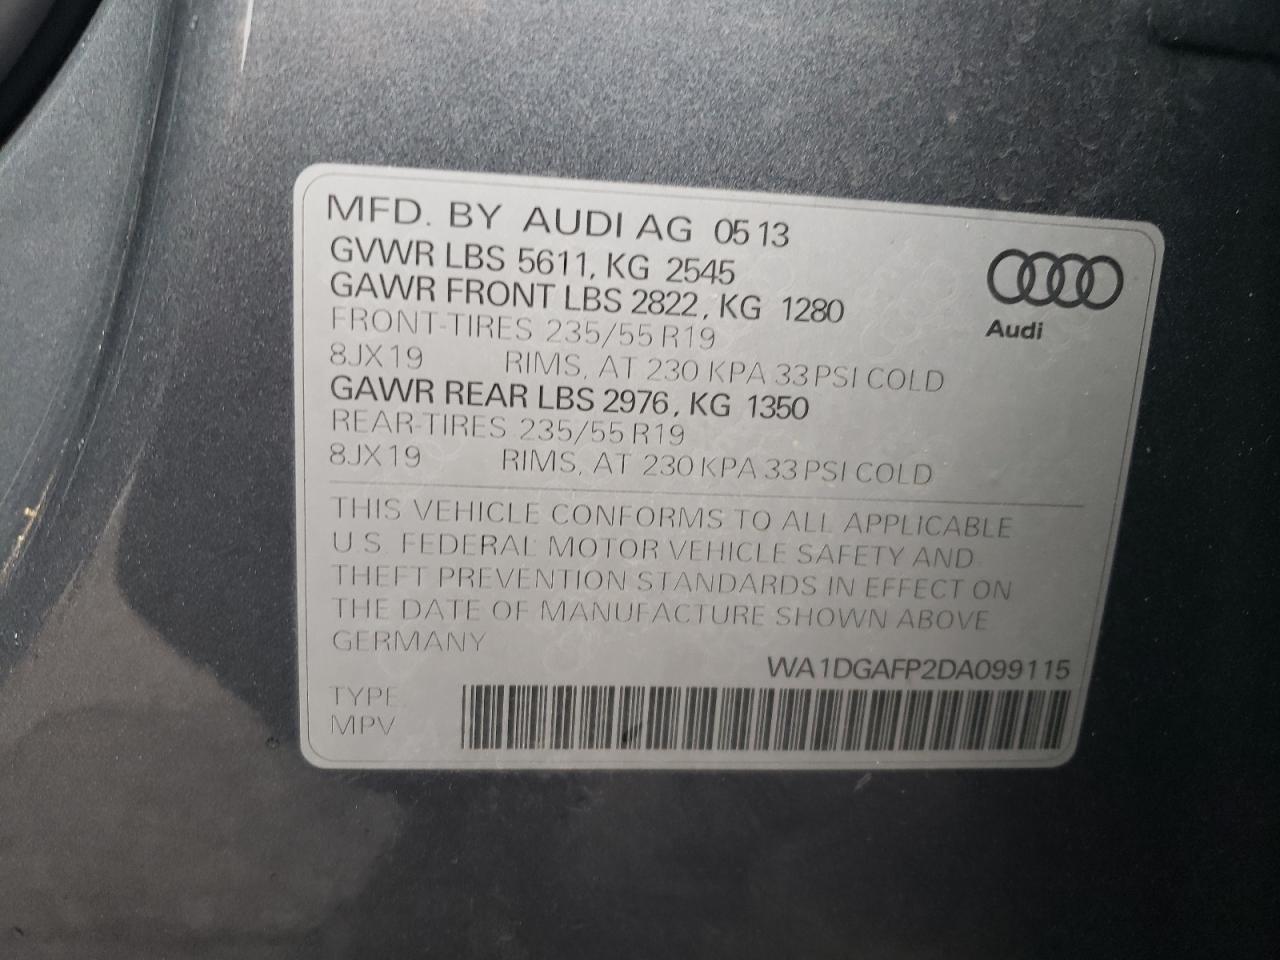 MFD. BY AUDI AG 05 13
GVWR LBS 5611, KG 2545
GAWR FRONT LBS 2822, KG 1280
FRONT-TIRES 235/55 R19
8JX19 RIMS, AT 230 KPA 33 PSI COLD
GAWR REAR LBS 2976, KG 1350
REAR-TIRES 235/55 R19
8JX19 RIMS, AT 230 KPA 33 PSI COLD
Audi
THIS VEHICLE CONFORMS TO ALL APPLICABLE
U.S. FEDERAL MOTOR VEHICLE SAFETY AND
THEFT PREVENTION STANDARDS IN EFFECT ON
THE DATE OF MANUFACTURE SHOWN ABOVE
GERMANY
WA1DGAFP2DA099115
TYPE
MPV